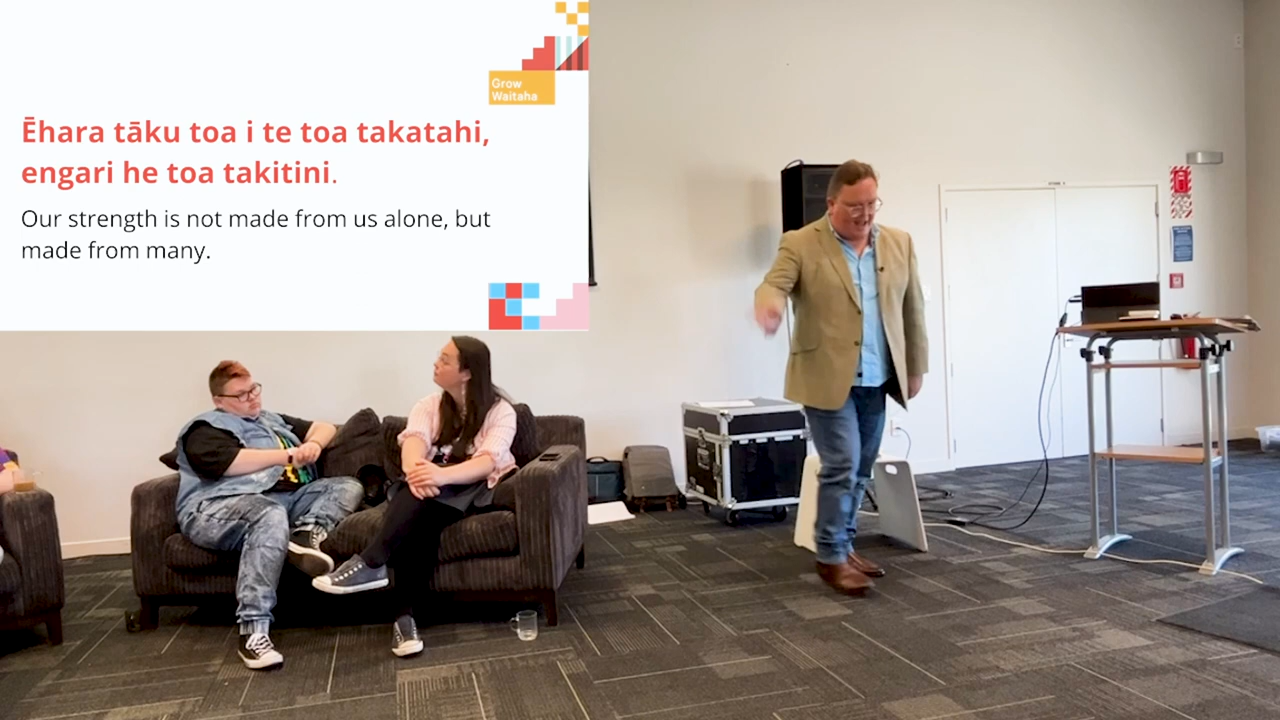 Grow
Waitaha
Ēhara tāku toa i te toa takatahi,
engari he toa takitini.
Our strength is not made from us alone, but
made from many.